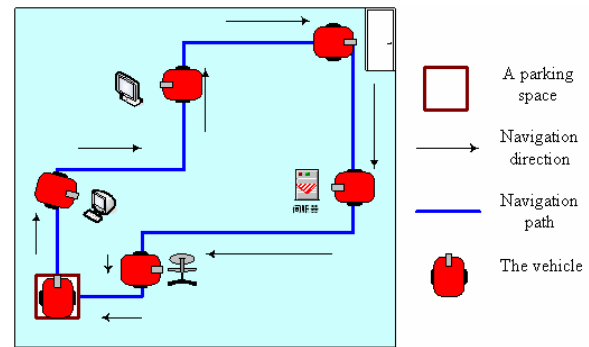 A parking
space
Navigation
direction
Navigation
path
The vehicle